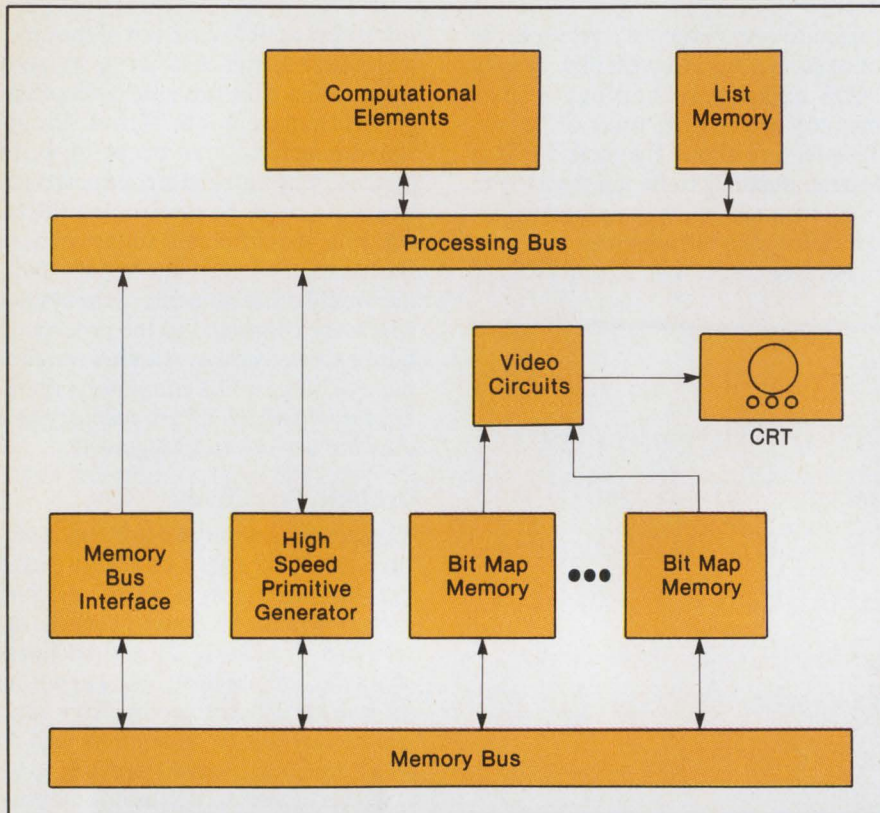 Computational
Elements
List
Memory
Processing Bus
Video
Circuits
CRT
Memory
Bus
Interface
High
Speed
Primitive
Generator
Bit Map
Memory
Bit Map
Memory
Memory Bus